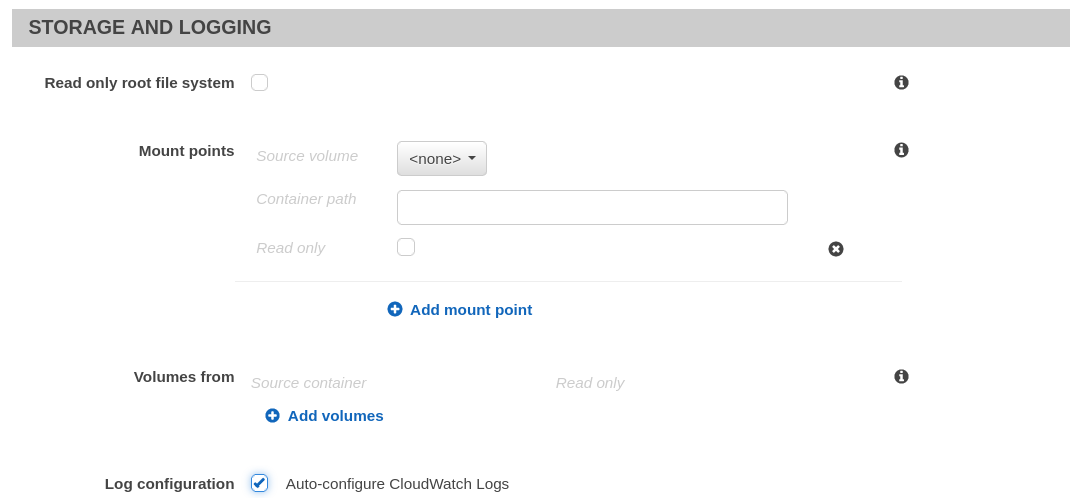 STORAGE AND LOGGING
Read only root file system
Mount points
Source volume
<none>
Container path
Read only
Add mount point
Volumes from
Source container
Read only
Add volumes
Log configuration
Auto-configure CloudWatch Logs